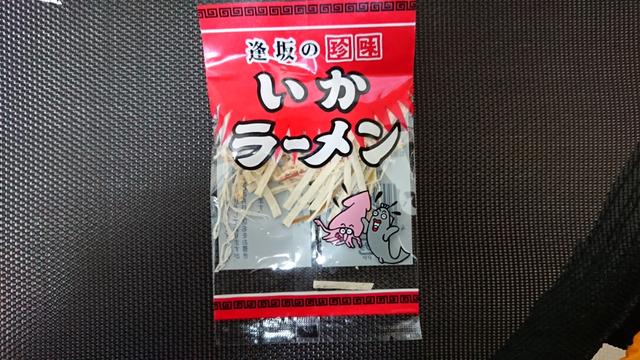 逢坂の珍味
いか
ラーメン